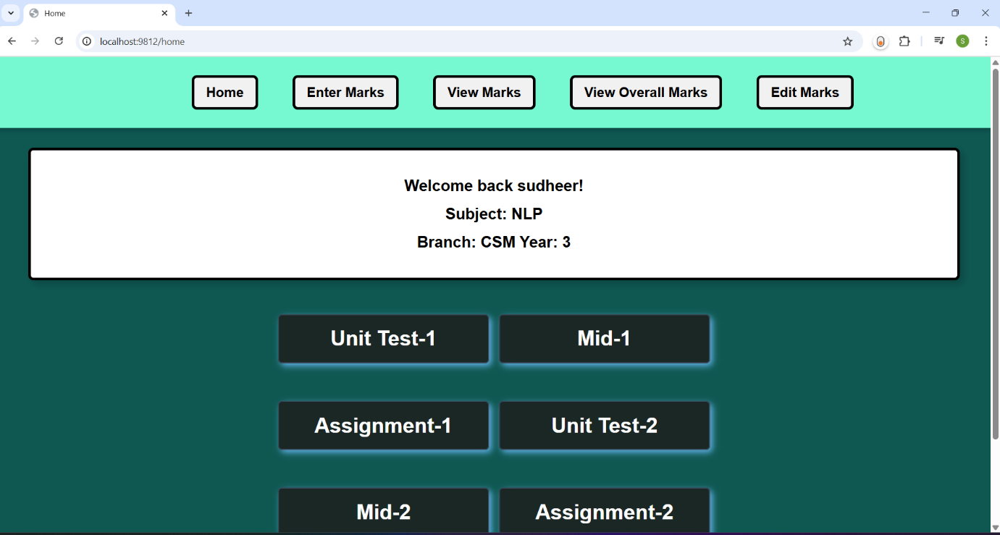 Home
localhost:9812/home
S
Home Enter Marks View Marks View Overall Marks Edit Marks
Welcome back sudheer!
Subject: NLP
Branch: CSM Year: 3
Unit Test-1 Mid-1
Assignment-1 Unit Test-2
Mid-2 Assignment-2